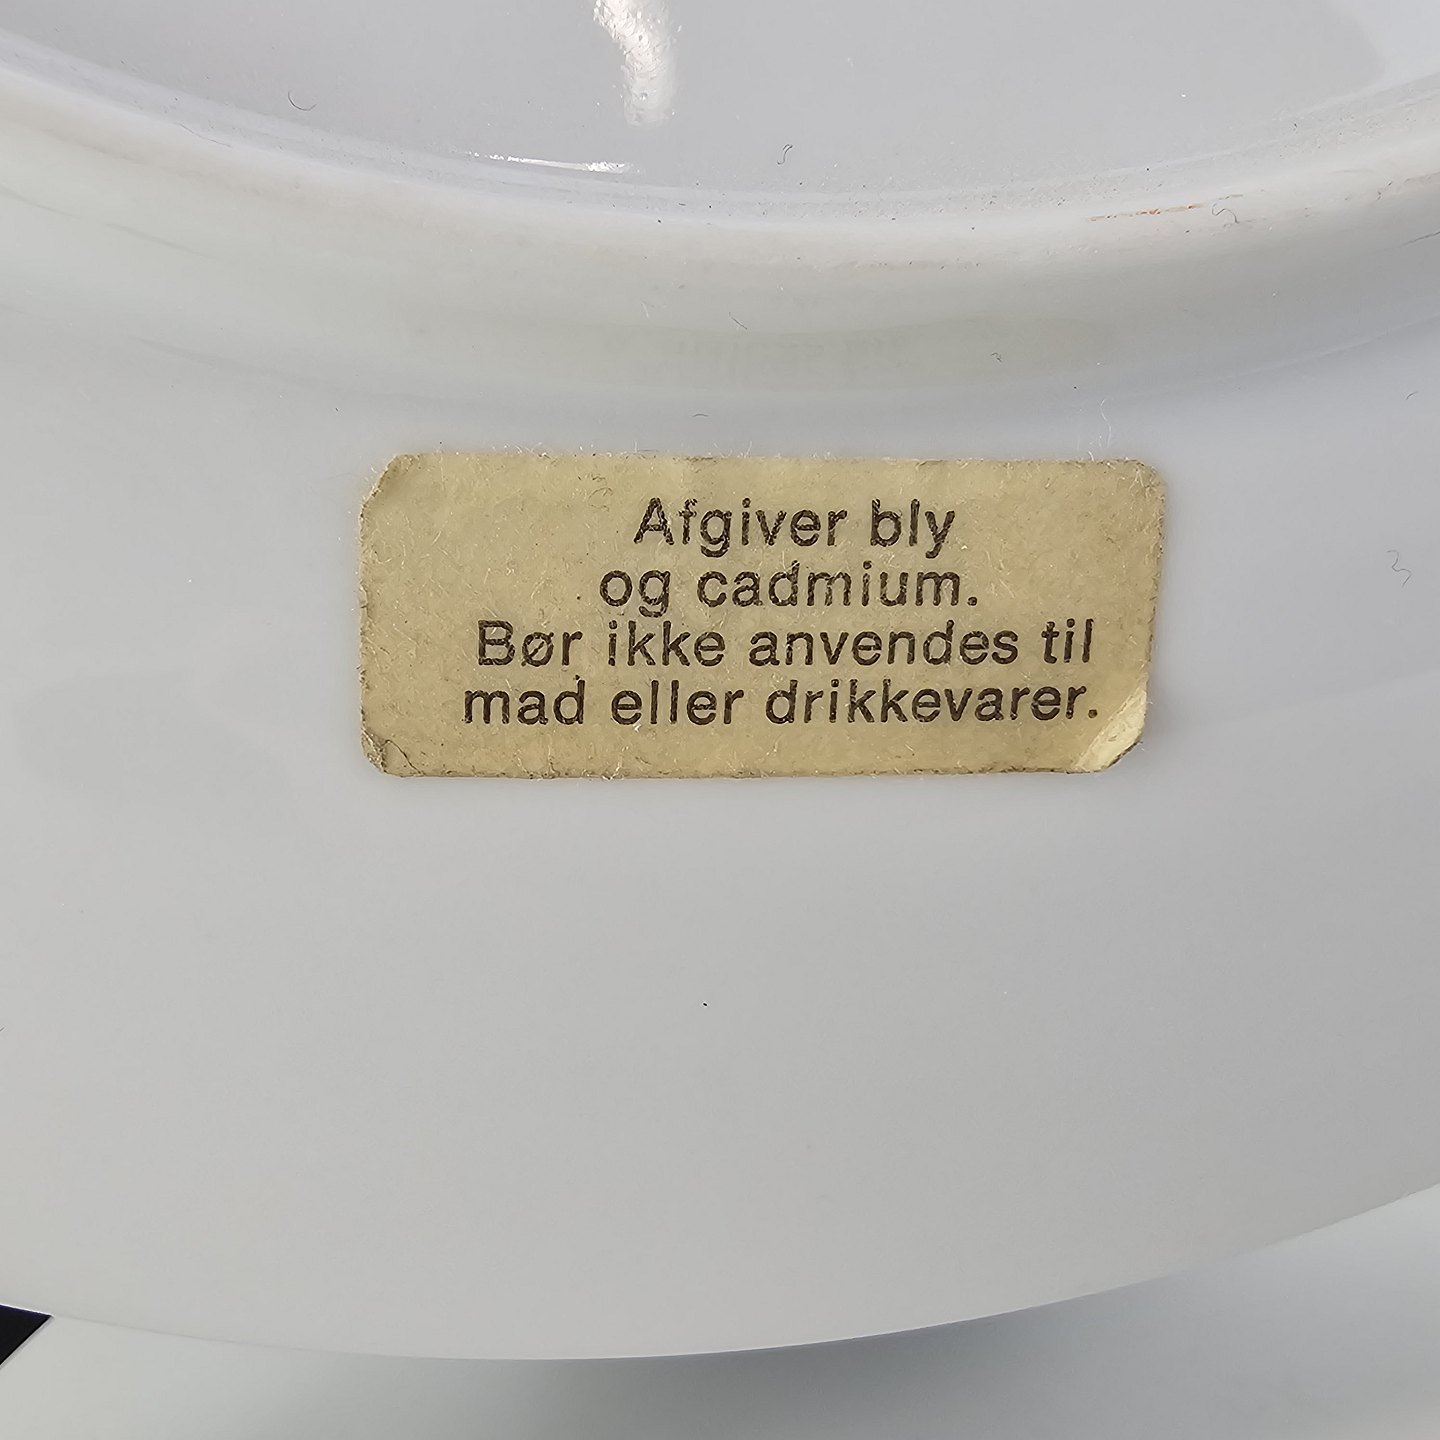 Afgiver bly
og cadmium.
Bør ikke anvendes til
mad eller drikkevarer.